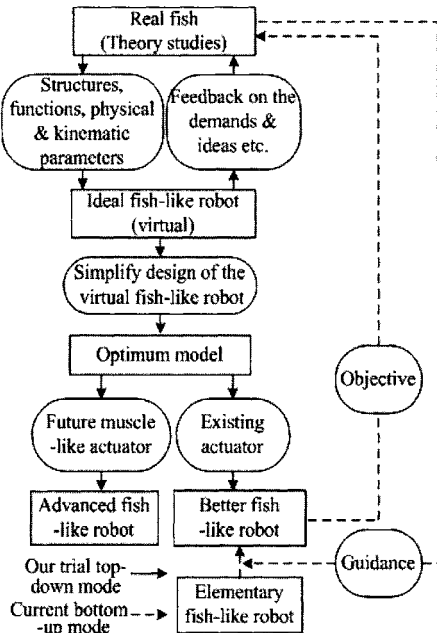 Real fish
(Theory studies)
Structures,
functions, physical
& kinematic
parameters
Feedback on the
demands &
ideas etc.
Ideal fish-like robot
(virtual)
Simplify design of the
virtual fish-like robot
Optimum model
Objective
Future muscle
-like actuator
Existing
actuator
Advanced fish
-like robot
Better fish
-like robot
Our trial top-
down mode
Guidance
Current bottom
-up mode
Elementary
fish-like robot